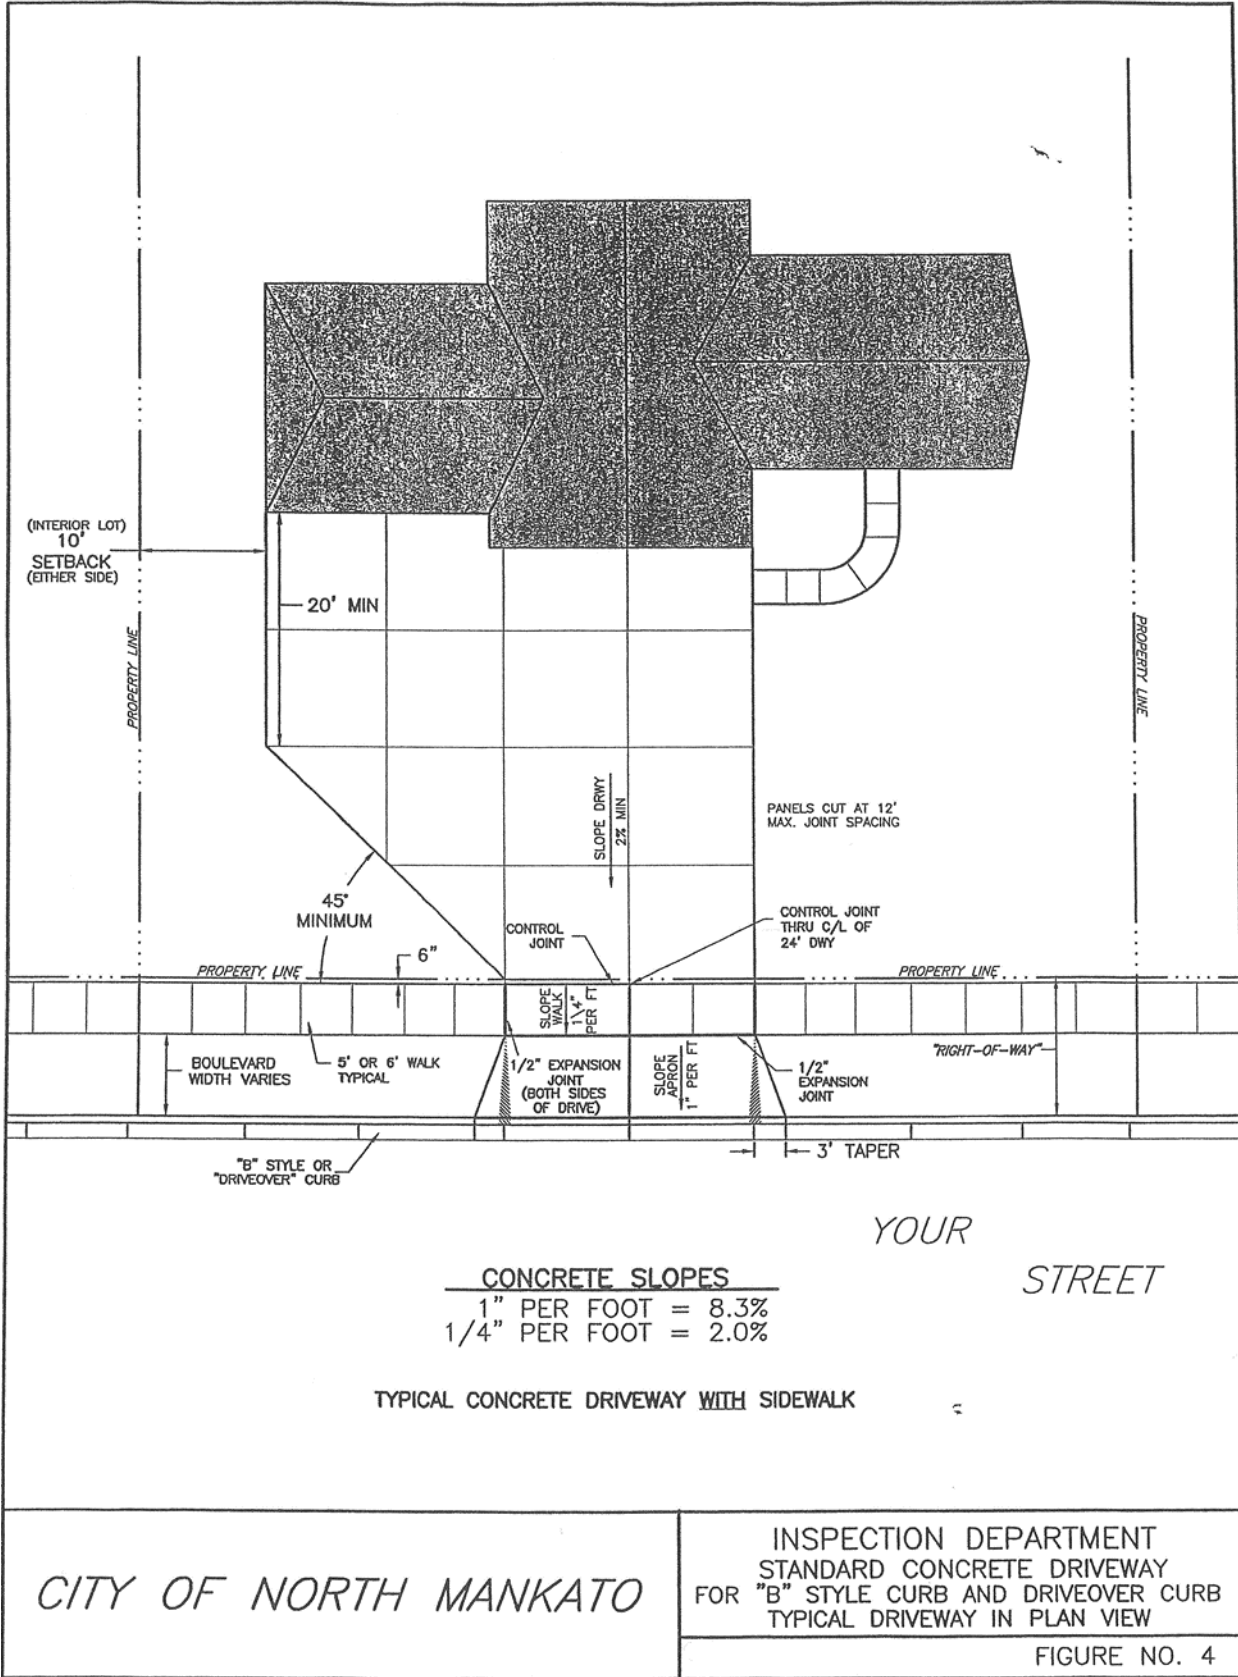 (INTERIOR LOT)
10'
SETBACK
(EITHER SIDE)
20' MIN
PROPERTY LINE
PROPERTY LINE
SLOPE DRWY
2% MIN
PANELS CUT AT 12'
MAX. JOINT SPACING
45°
MINIMUM
CONTROL JOINT
THRU C/L OF
24' DWY
CONTROL
JOINT
6"
PROPERTY LINE
PROPERTY LINE
SLOPE
WALK
1\4"
PER FT
BOULEVARD
WIDTH VARIES
5' OR 6' WALK
TYPICAL
1/2" EXPANSION
JOINT
(BOTH SIDES
OF DRIVE)
SLOPE
APRON
1" PER FT
1/2"
EXPANSION
JOINT
"RIGHT-OF-WAY"
3' TAPER
"B" STYLE OR
"DRIVEOVER" CURB
YOUR
STREET
CONCRETE SLOPES
1" PER FOOT = 8.3%
1/4" PER FOOT = 2.0%
TYPICAL CONCRETE DRIVEWAY WITH SIDEWALK
CITY OF NORTH MANKATO
INSPECTION DEPARTMENT
STANDARD CONCRETE DRIVEWAY
FOR "B" STYLE CURB AND DRIVEOVER CURB
TYPICAL DRIVEWAY IN PLAN VIEW
FIGURE NO. 4